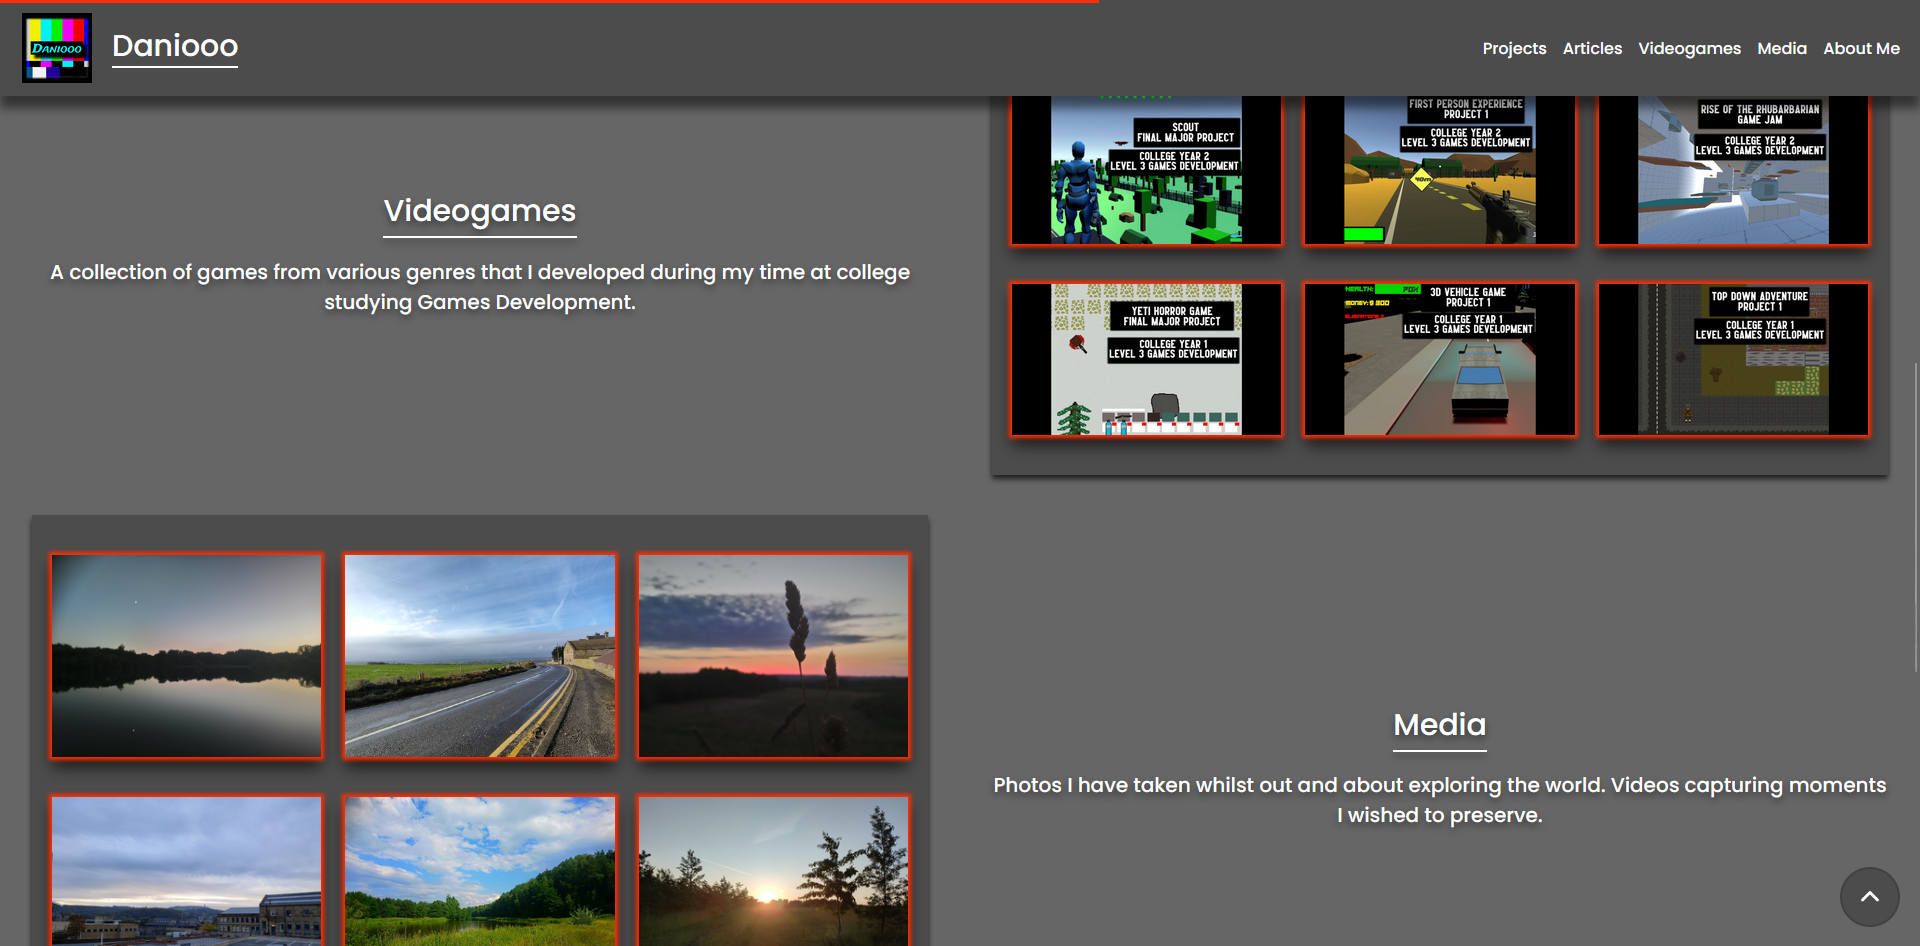 Daniooo
Daniooo
Projects Articles Videogames Media About Me
SCOUT
FINAL MAJOR PROJECT
COLLEGE YEAR 2
LEVEL 3 GAMES DEVELOPMENT
FIRST PERSON EXPERIENCE
PROJECT 1
COLLEGE YEAR 2
LEVEL 3 GAMES DEVELOPMENT
40m
RISE OF THE RHUBARBARIAN
GAME JAM
COLLEGE YEAR 2
LEVEL 3 GAMES DEVELOPMENT
Videogames
A collection of games from various genres that I developed during my time at college
studying Games Development.
YETI HORROR GAME
FINAL MAJOR PROJECT
COLLEGE YEAR 1
LEVEL 3 GAMES DEVELOPMENT
HEALTH:
MONEY:$ 300
3D VEHICLE GAME
PROJECT 1
COLLEGE YEAR 1
LEVEL 3 GAMES DEVELOPMENT
TOP DOWN ADVENTURE
PROJECT 1
COLLEGE YEAR 1
LEVEL 3 GAMES DEVELOPMENT
Media
Photos I have taken whilst out and about exploring the world. Videos capturing moments
I wished to preserve.